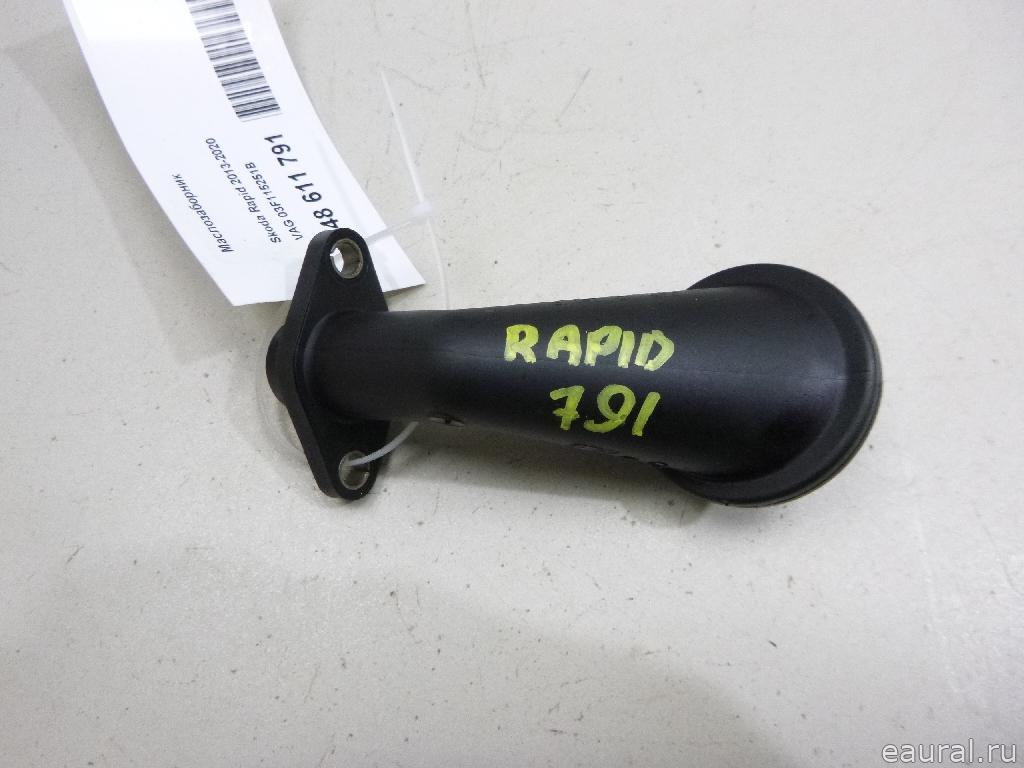 Маслозаборник
Skoda Rapid 2013-2020
VAG 03F115251B
48 611 791
RAPID
791
eaural.ru